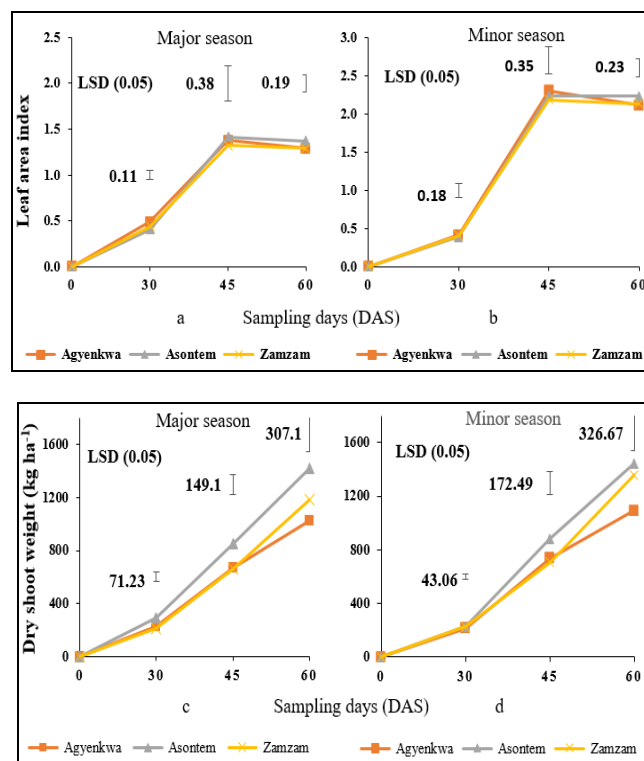 Major season
Minor season
LSD (0.05)
LSD (0.05)
Leaf area index
2.5
2.0
1.5
1.0
0.5
0.0
0.11
0.38
0.19
0
30
45
60
3.0
2.5
2.0
1.5
1.0
0.5
0.0
0.18
0.35
0.23
0
30
45
60
a
Sampling days (DAS)
b
Agyenkwa
Asontem
Zamzam
Agyenkwa
Asontem
Zamzam
Major season
Minor season
LSD (0.05)
LSD (0.05)
Dry shoot weight (kg ha⁻¹)
1600
1200
800
400
0
71.23
149.1
307.1
0
30
45
60
1600
1200
800
400
0
43.06
172.49
326.67
0
30
45
60
c
Sampling days (DAS)
d
Agyenkwa
Asontem
Zamzam
Agyenkwa
Asontem
Zamzam